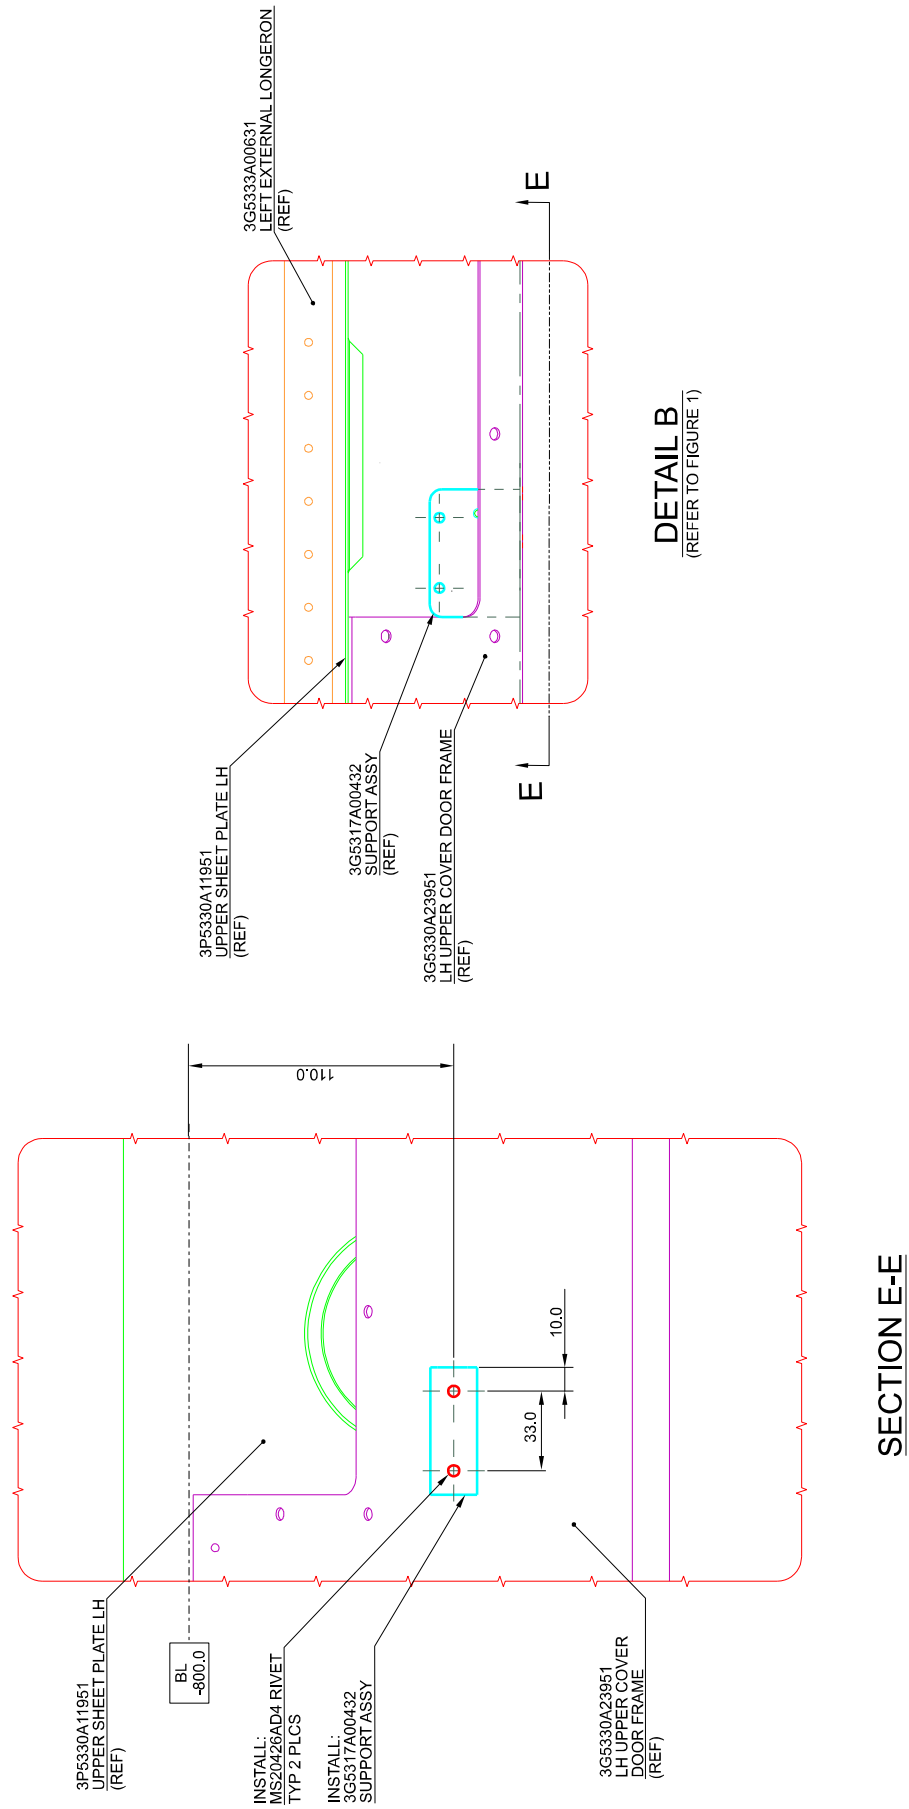 3G5333A00631
LEFT EXTERNAL LONGERON
(REF)
E
DETAIL B
(REFER TO FIGURE 1)
3P5330A11951
UPPER SHEET PLATE LH
(REF)
3G5317A00432
SUPPORT ASSY
(REF)
3G5330A23951
LH UPPER COVER DOOR FRAME
(REF)
E
110.0
10.0
33.0
SECTION E-E
3P5330A11951
UPPER SHEET PLATE LH
(REF)
BL
-800.0
INSTALL:
MS20426AD4 RIVET
TYP 2 PLCS
INSTALL:
3G5317A00432
SUPPORT ASSY
3G5330A23951
LH UPPER COVER
DOOR FRAME
(REF)